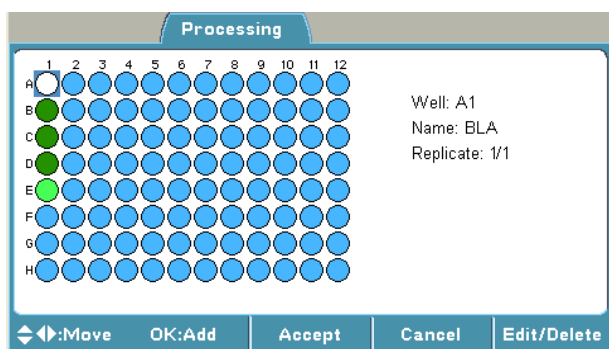 Processing
1 2 3 4 5 6 7 8 9 10 11 12
A
B
C
D
E
F
G
H
Well: A1
Name: BLA
Replicate: 1/1
:Move OK:Add Accept Cancel Edit/Delete